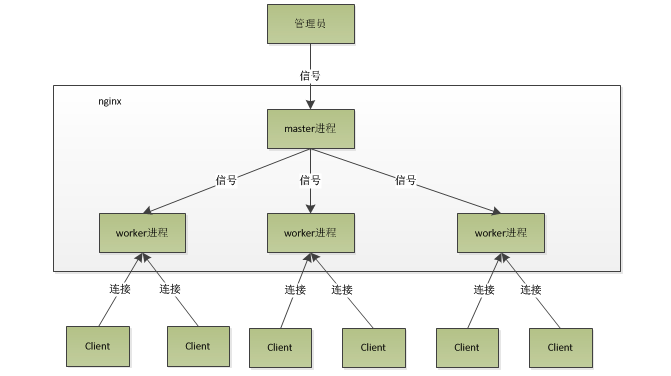 管理员
信号
nginx
master进程
信号 信号 信号
worker进程 worker进程 worker进程
连接 连接 连接 连接 连接 连接
Client Client Client Client Client Client